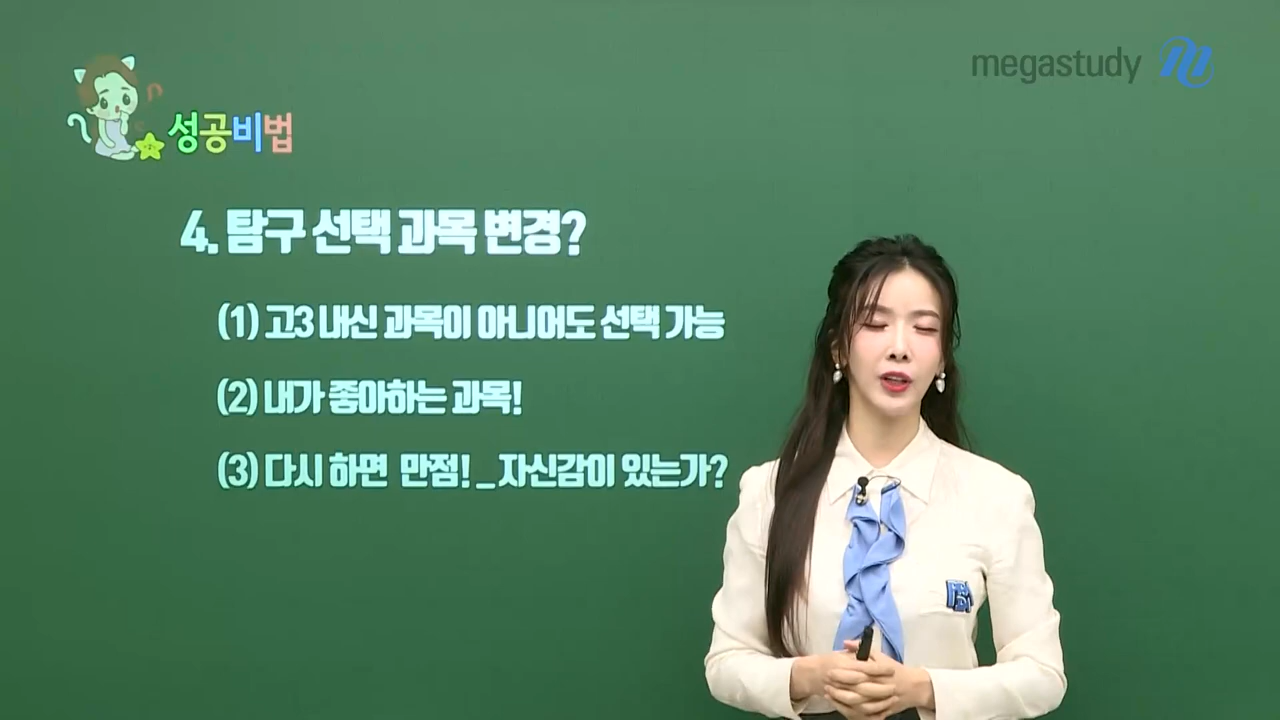 megastudy
성공비법
4. 탐구 선택 과목 변경?
(1) 고3 내신 과목이 아니어도 선택 가능
(2) 내가 좋아하는 과목!
(3) 다시 하면 만점! _자신감이 있는가?